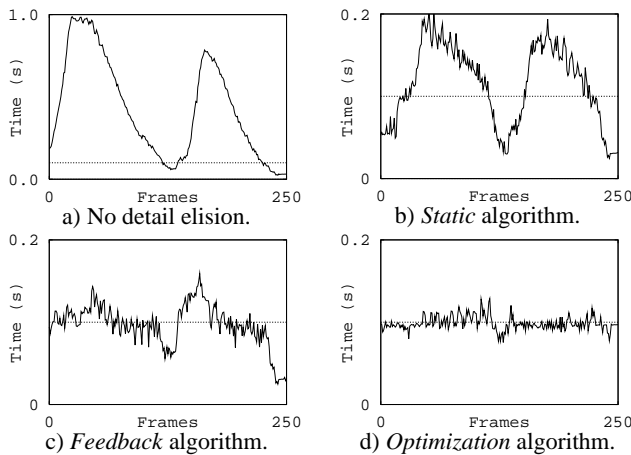 1.0
Time (s)
0.0
0
Frames
250
a) No detail elision.
0.2
Time (s)
0
0
Frames
250
b) Static algorithm.
0.2
Time (s)
0
0
Frames
250
c) Feedback algorithm.
0.2
Time (s)
0
0
Frames
250
d) Optimization algorithm.